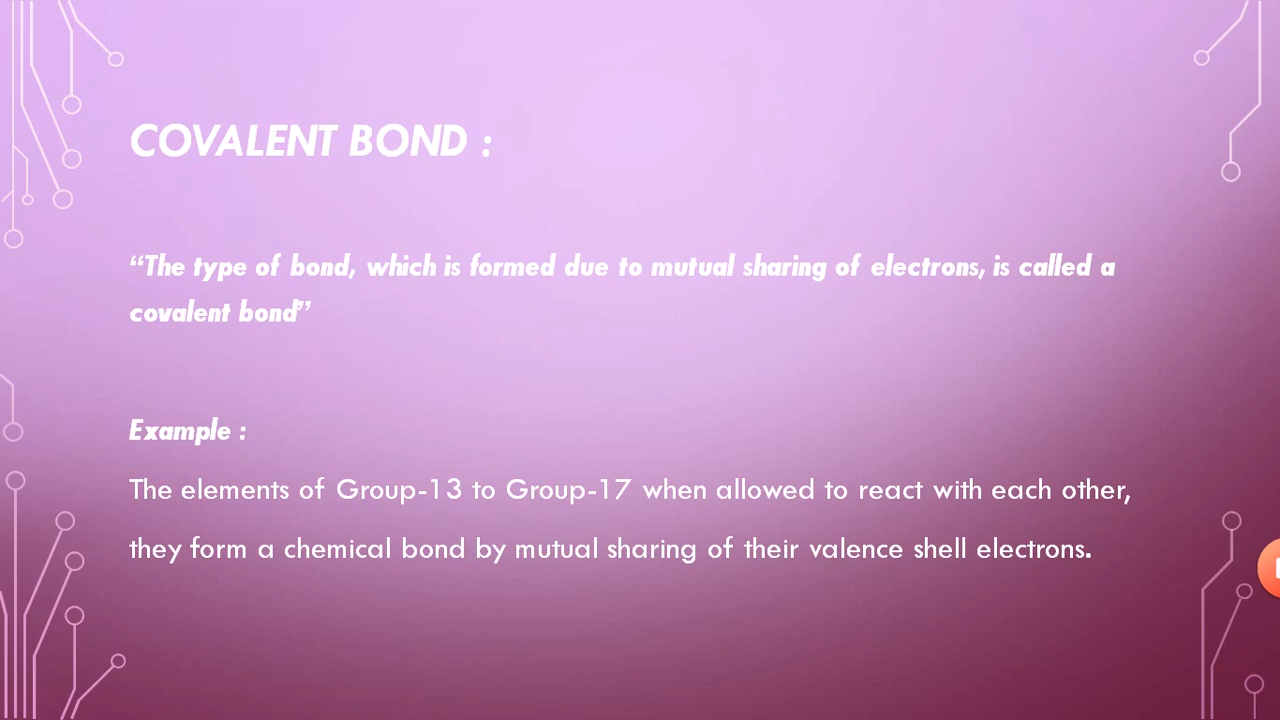 COVALENT BOND :
“The type of bond, which is formed due to mutual sharing of electrons, is called a
covalent bond”
Example :
The elements of Group-13 to Group-17 when allowed to react with each other,
they form a chemical bond by mutual sharing of their valence shell electrons.